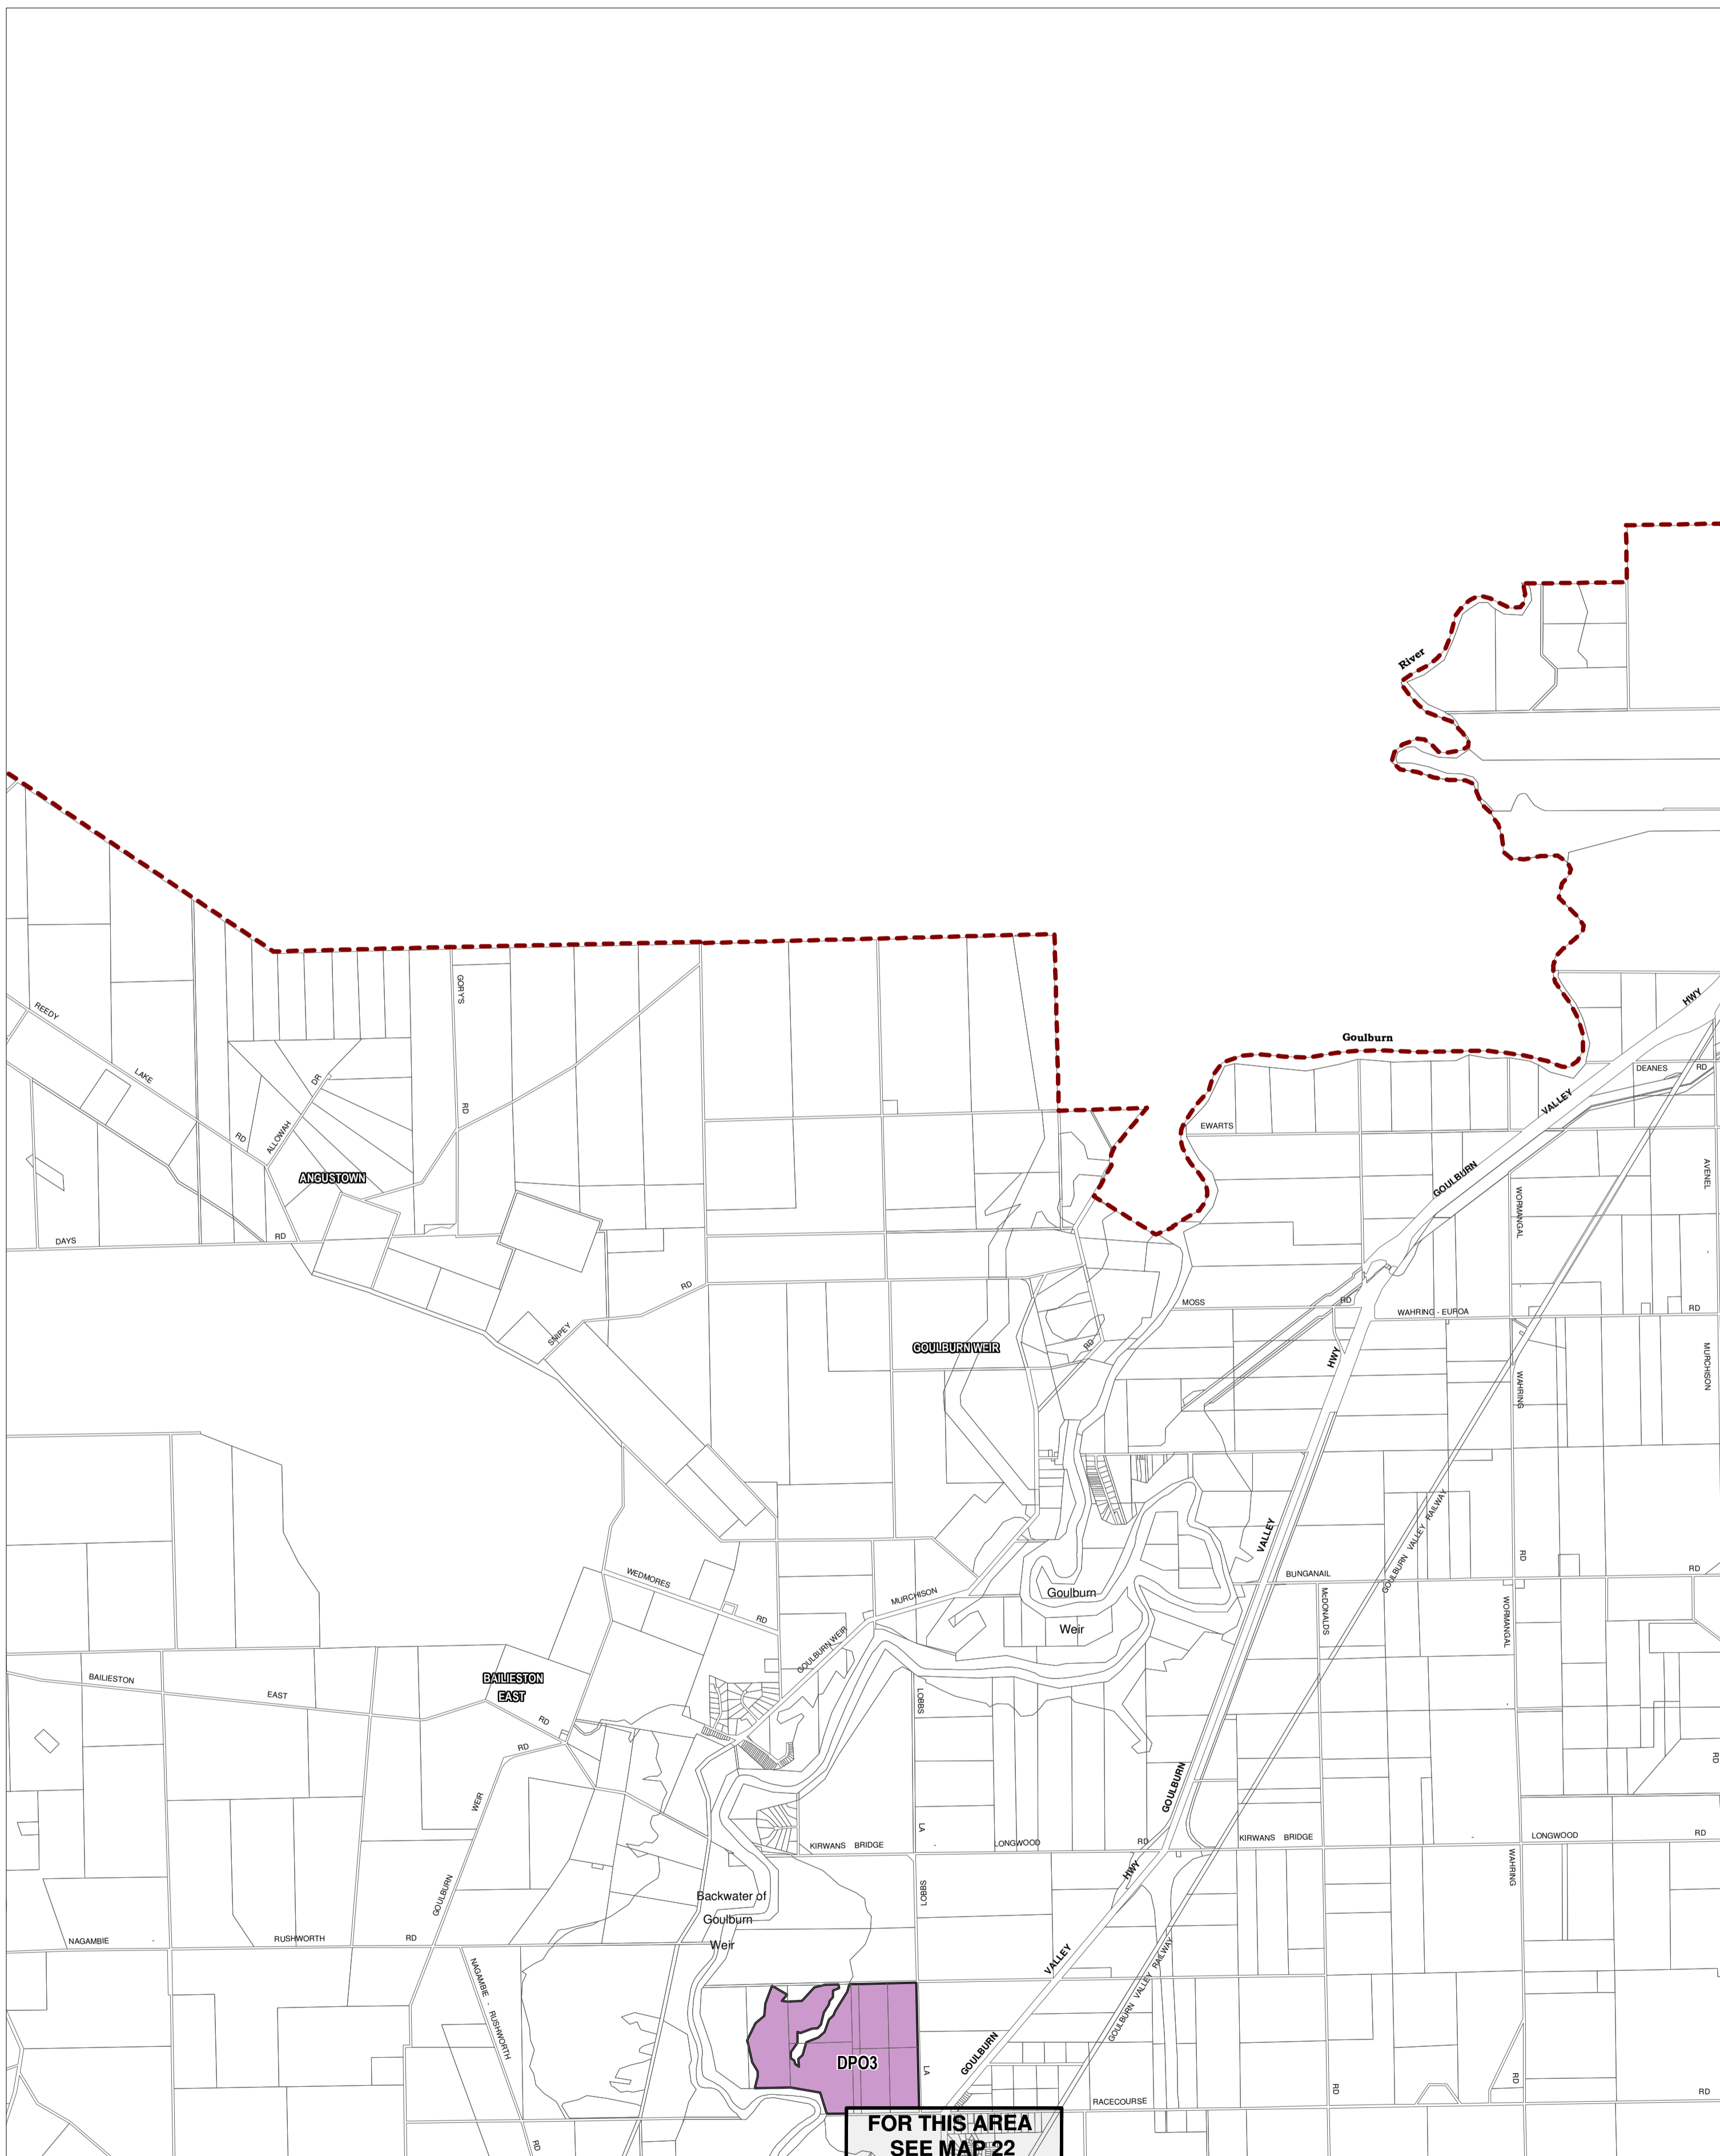 River
GORYS
HWY
REEDY
Goulburn
LAKE
DR
DEANES RD
VALLEY
RD
EWARTS
ALLOWAH
RD
ANGUSTOWN
GOULBURN
AVENEL
WORMANGAL
-
DAYS RD
RD
MOSS RD
WAHRING - EUROA RD
SNIPEY
GOULBURN WEIR
RD
HWY
MURCHISON
WAHRING
-
GOULBURN VALLEY RAILWAY
VALLEY
RD
BUNGANAIL RD
WEDMORES RD
MURCHISON
Goulburn
Weir
McDONALDS
WORMANGAL
GOULBURN WEIR
BAILIESTON EAST RD
BAILIESTON
EAST
LOBBS
-
RD
RD
WEIR
GOULBURN
LA
KIRWANS BRIDGE - LONGWOOD RD
KIRWANS BRIDGE - LONGWOOD RD
HWY
WAHRING
GOULBURN
LOBBS
Backwater of
Goulburn
Weir
NAGAMBIE - RUSHWORTH RD
VALLEY
GOULBURN VALLEY RAILWAY
NAGAMBIE - RUSHWORTH
GOULBURN
DPO3
LA
RD
RD
RACECOURSE RD
FOR THIS AREA
SEE MAP 22
RD